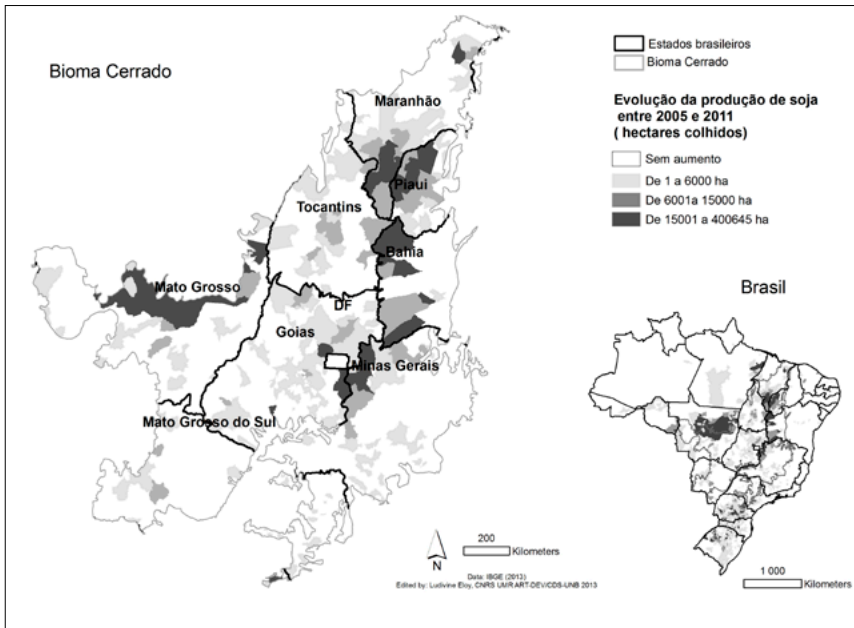 Bioma Cerrado
Maranhão
Piaui
Tocantins
Bahia
Mato Grosso
DF
Goias
Minas Gerais
Mato Grosso do Sul
N
200
Kilometers
Data: IBGE (2013)
Edited by: Ludivine Eloy, CNRS UMR ART-DEV/CDS-UNB 2013
Estados brasileiros
Bioma Cerrado
Evolução da produção de soja
entre 2005 e 2011
( hectares colhidos)
Sem aumento
De 1 a 6000 ha
De 6001a 15000 ha
De 15001 a 400645 ha
Brasil
1 000
Kilometers